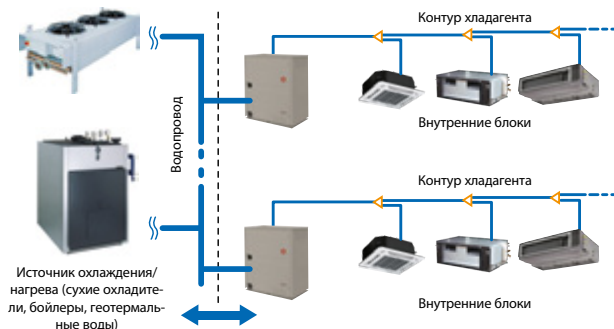 Контур хладагента
Водопровод
Внутренние блоки
Контур хладагента
Источник охлаждения/
нагрева (сухие охладите-
ли, бойлеры, геотермаль-
ные воды)
Внутренние блоки